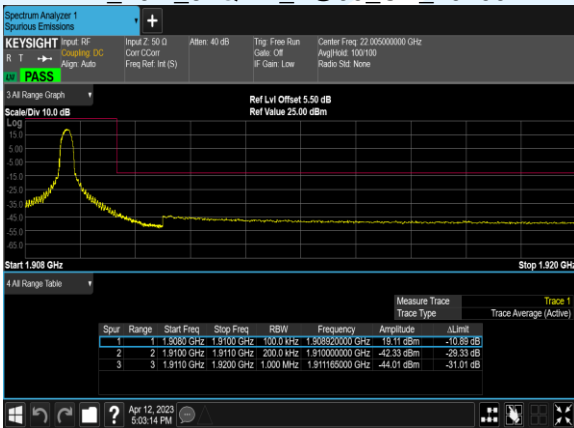 Spectrum Analyzer 1
Spurious Emissions
KEYSIGHT Input: RF Input Z: 50 Ω Atten: 40 dB Trig: Free Run Center Freq: 22.005000000 GHz
R T Coupling: DC Corr CCorr Gate: Off Avg|Hold: 100/100
Align: Auto Freq Ref: Int (S) IF Gain: Low Radio Std: None
PASS
3 All Range Graph
Ref Lvl Offset 5.50 dB
Scale/Div 10.0 dB Ref Value 25.00 dBm
Log
15.0
5.00
-5.00
-15.0
-25.0
-35.0
-45.0
-55.0
-65.0
Start 1.908 GHz Stop 1.920 GHz
4 All Range Table
Measure Trace Trace 1
Trace Type Trace Average (Active)
Spur Range Start Freq Stop Freq RBW Frequency Amplitude ΔLimit
1 1 1.9080 GHz 1.9100 GHz 100.0 kHz 1.908920000 GHz 19.11 dBm -10.89 dB
2 2 1.9100 GHz 1.9110 GHz 200.0 kHz 1.910000000 GHz -42.33 dBm -29.33 dB
3 3 1.9110 GHz 1.9200 GHz 1.000 MHz 1.911165000 GHz -44.01 dBm -31.01 dB
Apr 12, 2023
5:03:14 PM